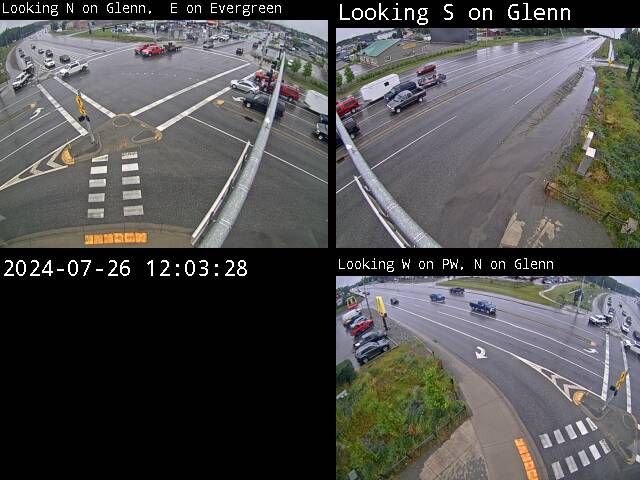 Looking N on Glenn, E on Evergreen
Looking S on Glenn
2024-07-26 12:03:28
Looking W on PW, N on Glenn